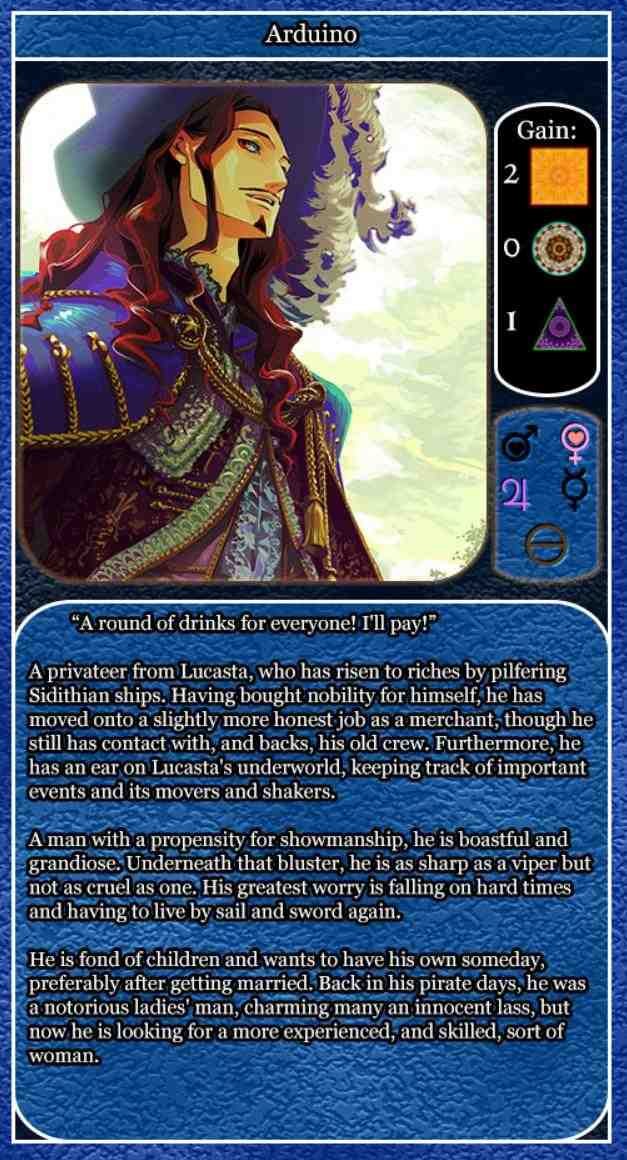 Arduino
Gain:
2
0
1
“A round of drinks for everyone! I'll pay!”
A privateer from Lucasta, who has risen to riches by pilfering
Sidithian ships. Having bought nobility for himself, he has
moved onto a slightly more honest job as a merchant, though he
still has contact with, and backs, his old crew. Furthermore, he
has an ear on Lucasta's underworld, keeping track of important
events and its movers and shakers.
A man with a propensity for showmanship, he is boastful and
grandiose. Underneath that bluster, he is as sharp as a viper but
not as cruel as one. His greatest worry is falling on hard times
and having to live by sail and sword again.
He is fond of children and wants to have his own someday,
preferably after getting married. Back in his pirate days, he was
a notorious ladies' man, charming many an innocent lass, but
now he is looking for a more experienced, and skilled, sort of
woman.